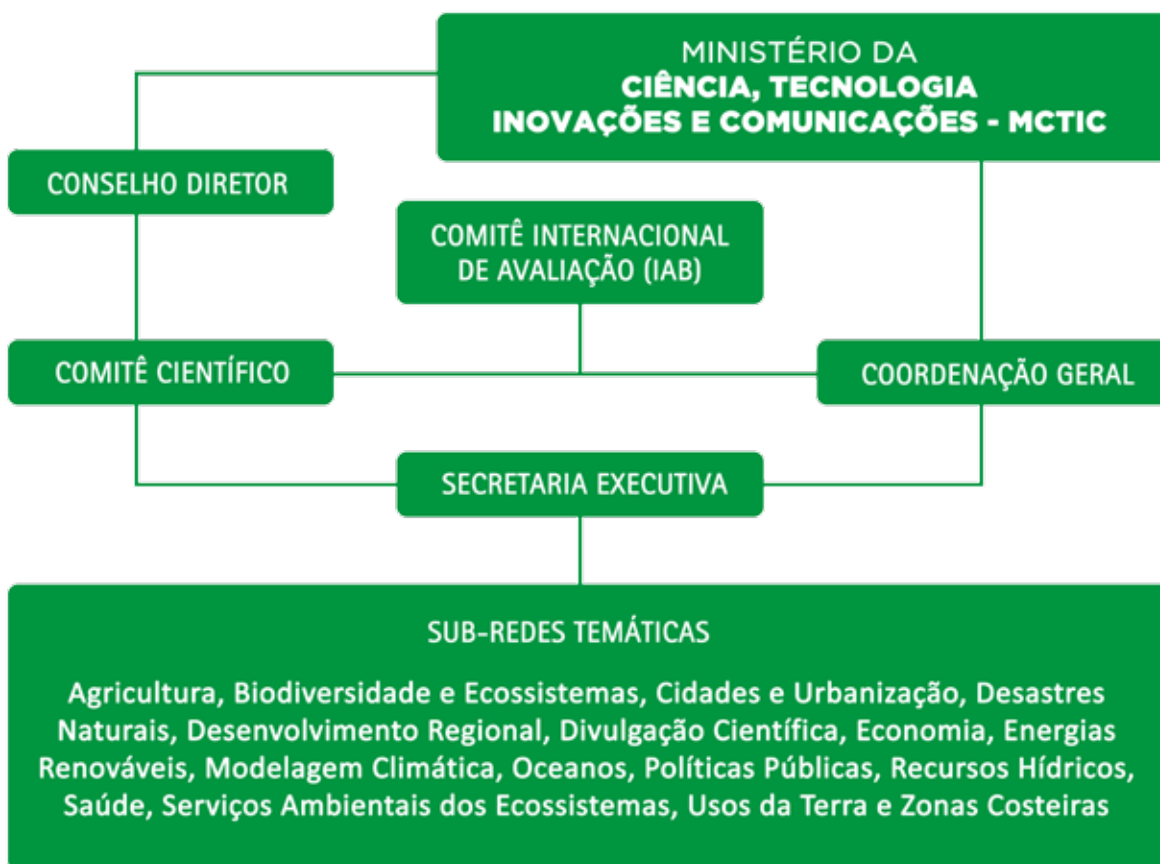 MINISTÉRIO DA
CIÊNCIA, TECNOLOGIA
INOVAÇÕES E COMUNICAÇÕES - MCTIC
CONSELHO DIRETOR
COMITÊ INTERNACIONAL
DE AVALIAÇÃO (IAB)
COMITÊ CIENTÍFICO
COORDENAÇÃO GERAL
SECRETARIA EXECUTIVA
SUB-REDES TEMÁTICAS
Agricultura, Biodiversidade e Ecossistemas, Cidades e Urbanização, Desastres
Naturais, Desenvolvimento Regional, Divulgação Científica, Economia, Energias
Renováveis, Modelagem Climática, Oceanos, Políticas Públicas, Recursos Hídricos,
Saúde, Serviços Ambientais dos Ecossistemas, Usos da Terra e Zonas Costeiras